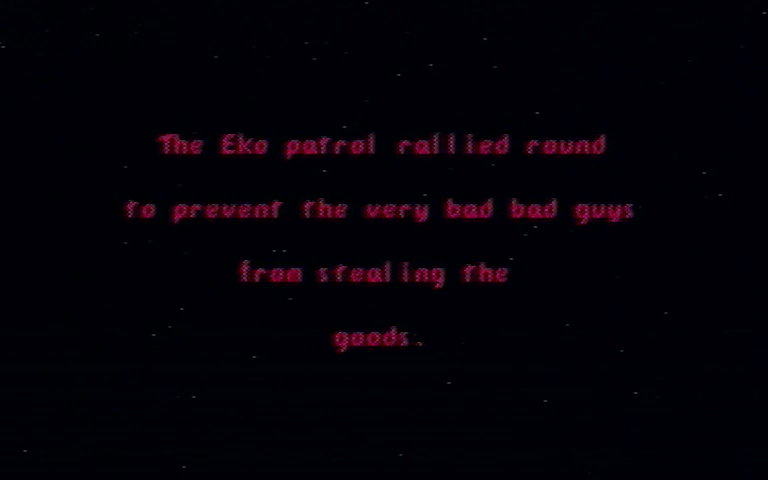 The Eko patrol rallied round
to prevent the very bad bad guys
from stealing the
goods.